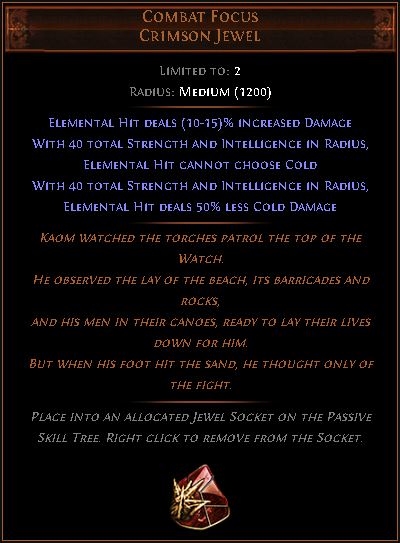 Combat Focus
Crimson Jewel
Limited to: 2
Radius: Medium (1200)
Elemental Hit deals (10-15)% increased Damage
With 40 total Strength and Intelligence in Radius,
Elemental Hit cannot choose Cold
With 40 total Strength and Intelligence in Radius,
Elemental Hit deals 50% less Cold Damage
Kaom watched the torches patrol the top of the
Watch.
He observed the lay of the beach, its barricades and
rocks,
and his men in their canoes, ready to lay their lives
down for him.
But when his foot hit the sand, he thought only of
the fight.
Place into an allocated Jewel Socket on the Passive
Skill Tree. Right click to remove from the Socket.